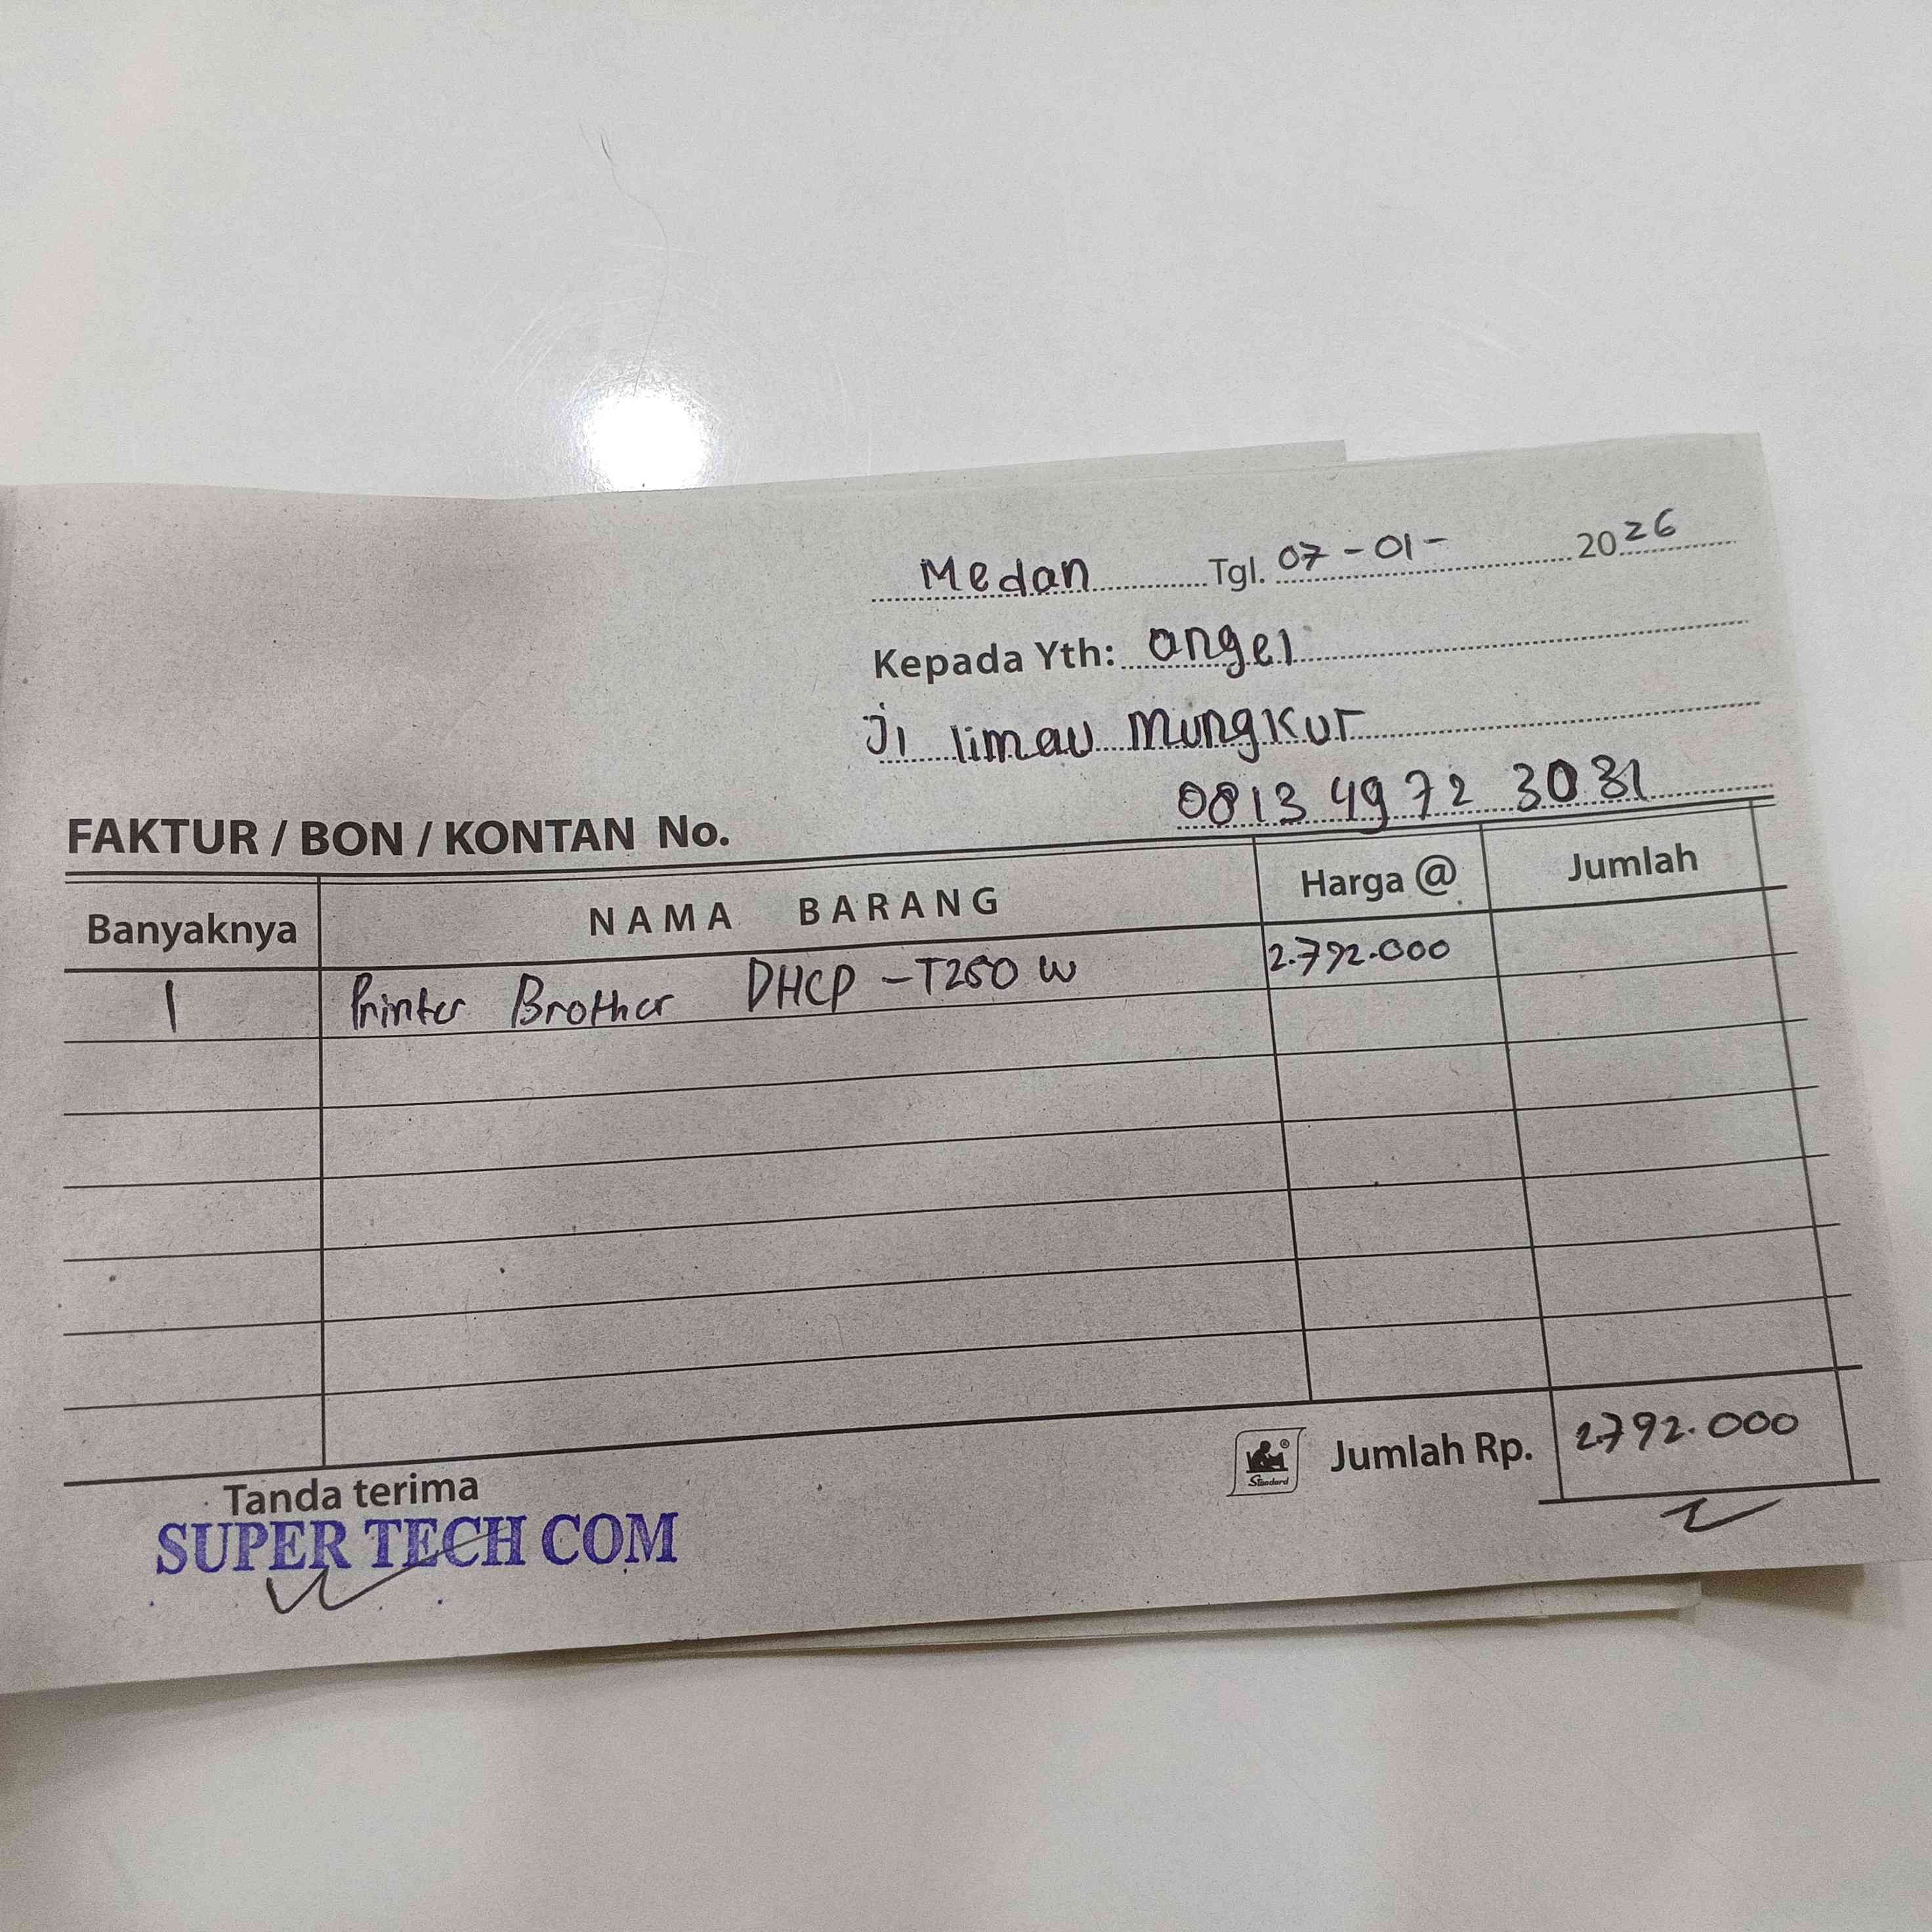 Medan Tgl. 07-01- 2026
Kepada Yth: angel
Jl limau Mungkur
0813 4972 3031
FAKTUR / BON / KONTAN No.
Banyaknya NAMA BARANG Harga @ Jumlah
1 Printer Brother DHCP-T250 W 2.792.000
Jumlah Rp. 2792.000
Standard
Tanda terima
SUPER TECH COM